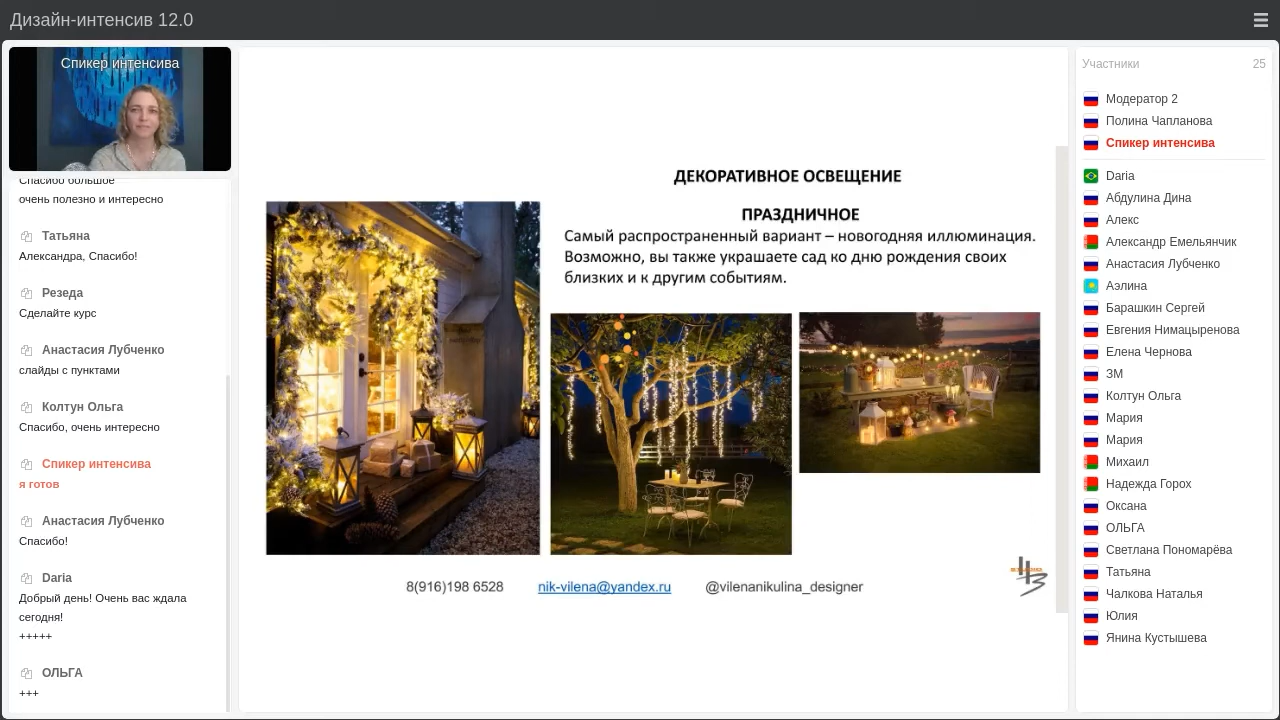 Дизайн-интенсив 12.0
Спикер интенсива
Спасибо большое
очень полезно и интересно
Татьяна
Александра, Спасибо!
Резеда
Сделайте курс
Анастасия Лубченко
слайды с пунктами
Колтун Ольга
Спасибо, очень интересно
Спикер интенсива
я готов
Анастасия Лубченко
Спасибо!
Daria
Добрый день! Очень вас ждала
сегодня!
+++++
ОЛЬГА
+++
ДЕКОРАТИВНОЕ ОСВЕЩЕНИЕ
ПРАЗДНИЧНОЕ
Самый распространенный вариант – новогодняя иллюминация.
Возможно, вы также украшаете сад ко дню рождения своих
близких и к другим событиям.
8(916)198 6528 nik-vilena@yandex.ru @vilenanikulina_designer
Участники 25
Модератор 2
Полина Чапланова
Спикер интенсива
Daria
Абдулина Дина
Алекс
Александр Емельянчик
Анастасия Лубченко
Аэлина
Барашкин Сергей
Евгения Нимацыренова
Елена Чернова
ЗМ
Колтун Ольга
Мария
Мария
Михаил
Надежда Горох
Оксана
ОЛЬГА
Светлана Пономарёва
Татьяна
Чалкова Наталья
Юлия
Янина Кустышева